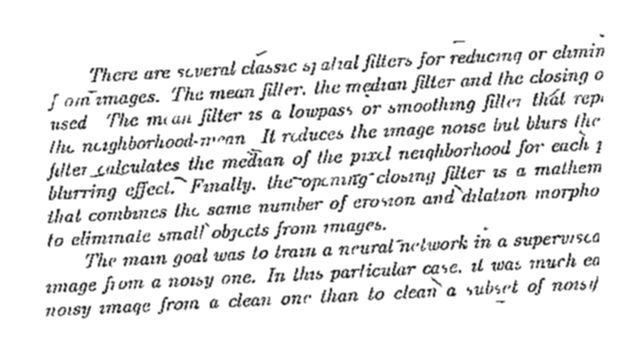 There are several classic spatial filters for reducing or elimin
from images. The mean filter, the median filter and the closing o
used The mean filter is a lowpass or smoothing filter that repl
the neighborhood-mean It reduces the image noise but blurs the
filter calculates the median of the pixel neighborhood for each p
blurring effect. Finally, the opening-closing filter is a mathem
that combines the same number of erosion and dilation morpho
to eliminate small objects from images.
The main goal was to train a neural network in a supervised
image from a noisy one. In this particular case, it was much ea
noisy image from a clean one than to clean a subset of noisy